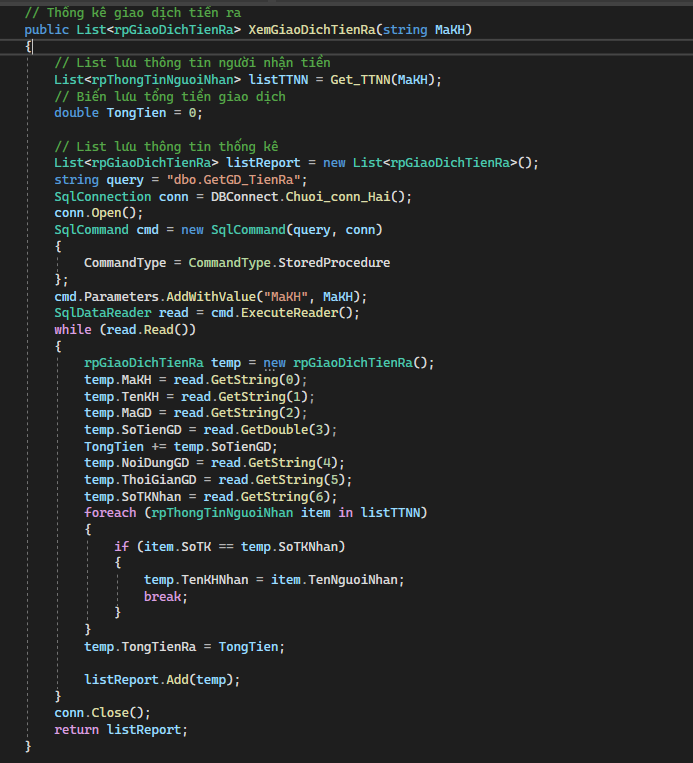 // Thống kê giao dịch tiền ra
public List<rpGiaoDichTienRa> XemGiaoDichTienRa(string MaKH)
{
// List lưu thông tin người nhận tiền
List<rpThongTinNguoiNhan> listTTNN = Get_TTNN(MaKH);
// Biến lưu tổng tiền giao dịch
double TongTien = 0;
// List lưu thông tin thống kê
List<rpGiaoDichTienRa> listReport = new List<rpGiaoDichTienRa>();
string query = "dbo.GetGD_TienRa";
SqlConnection conn = DBConnect.Chuoi_conn_Hai();
conn.Open();
SqlCommand cmd = new SqlCommand(query, conn)
{
CommandType = CommandType.StoredProcedure
};
cmd.Parameters.AddWithValue("MaKH", MaKH);
SqlDataReader read = cmd.ExecuteReader();
while (read.Read())
{
rpGiaoDichTienRa temp = new rpGiaoDichTienRa();
temp.MaKH = read.GetString(0);
temp.TenKH = read.GetString(1);
temp.MaGD = read.GetString(2);
temp.SoTienGD = read.GetDouble(3);
TongTien += temp.SoTienGD;
temp.NoiDungGD = read.GetString(4);
temp.ThoiGianGD = read.GetString(5);
temp.SoTKNhan = read.GetString(6);
foreach (rpThongTinNguoiNhan item in listTTNN)
{
if (item.SoTK == temp.SoTKNhan)
{
temp.TenKHNhan = item.TenNguoiNhan;
break;
}
}
temp.TongTienRa = TongTien;
listReport.Add(temp);
}
conn.Close();
return listReport;
}